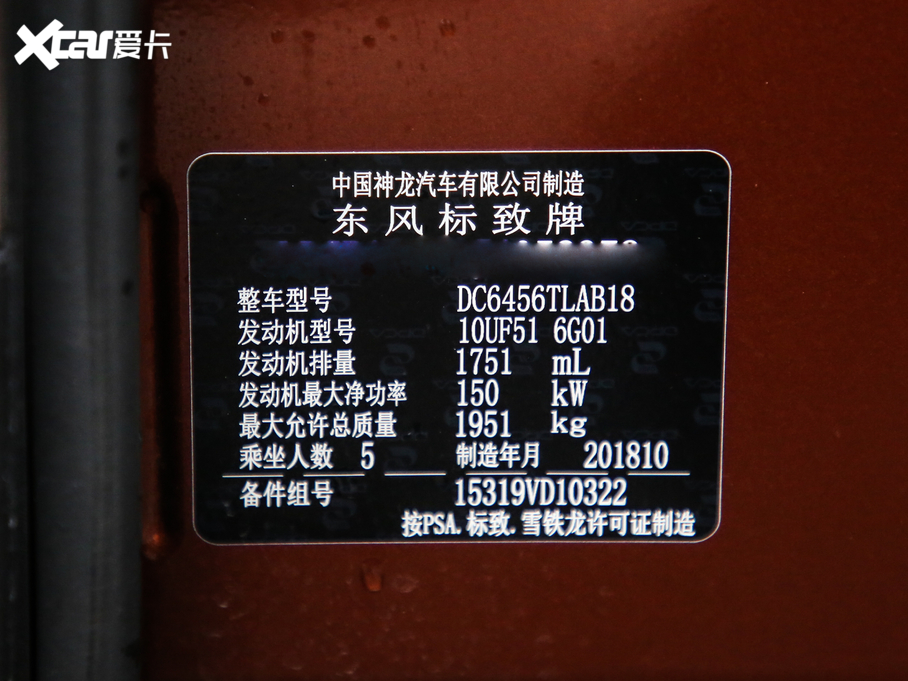 Xcar爱卡
中国神龙汽车有限公司制造
东风标致牌
整车型号 DC6456TLAB18
发动机型号 10UF51 6G01
发动机排量 1751 mL
发动机最大净功率 150 kW
最大允许总质量 1951 kg
乘坐人数 5 制造年月 201810
备件组号 15319VD10322
按PSA.标致.雪铁龙许可证制造